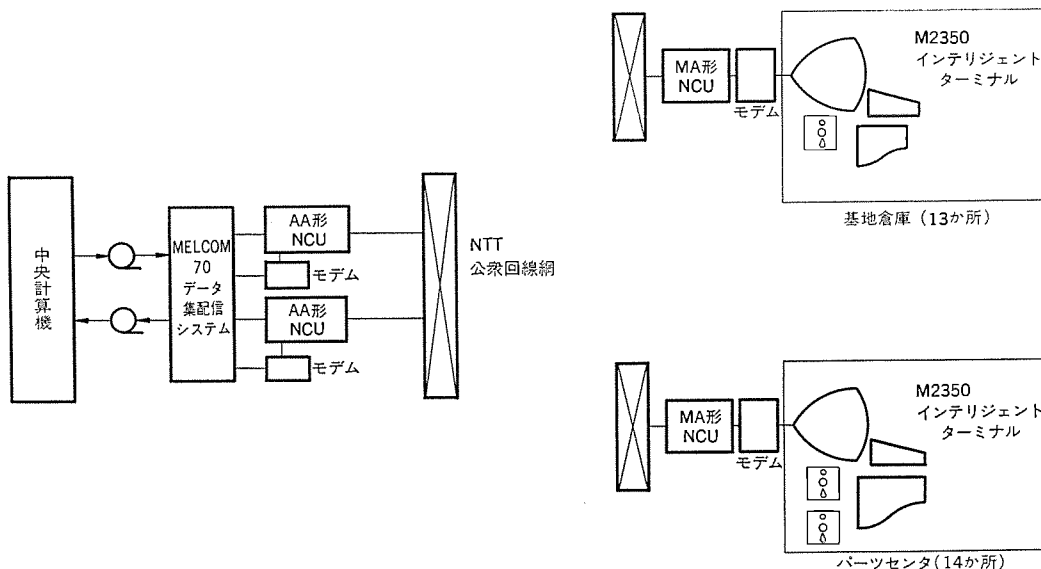 中央計算機
MELCOM
70
データ
集配信
システム
AA形
NCU
モデム
AA形
NCU
モデム
NTT
公衆回線網
MA形
NCU
モデム
M2350
インテリジェント
ターミナル
基地倉庫 (13か所)
MA形
NCU
モデム
M2350
インテリジェント
ターミナル
パーツセンタ(14か所)